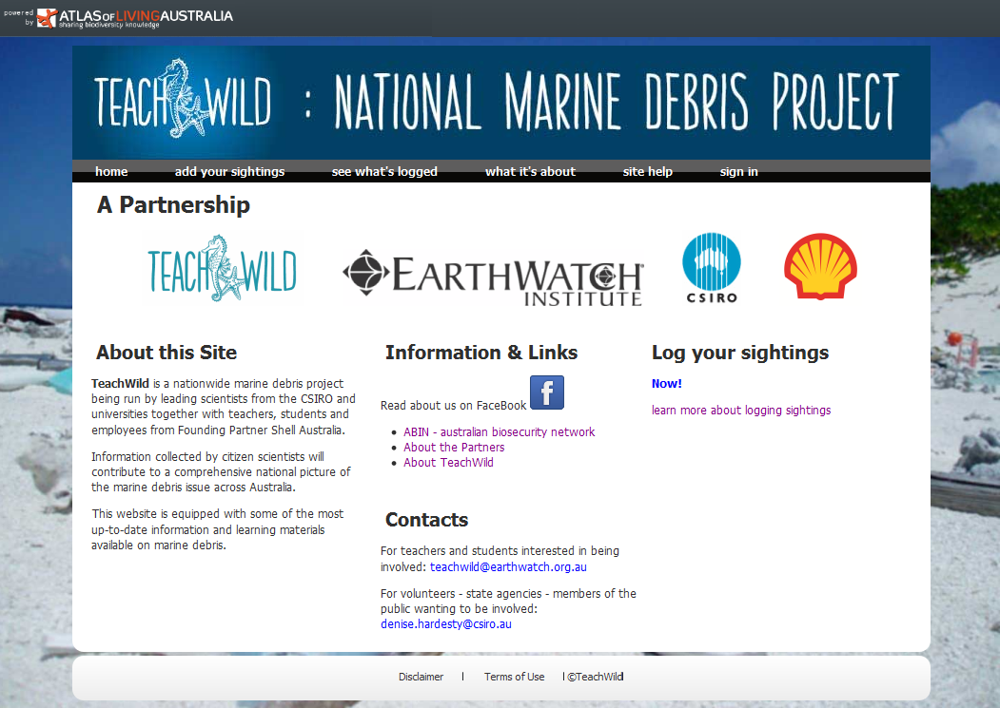 powered by ATLAS OF LIVING AUSTRALIA
sharing biodiversity knowledge
TEACH WILD : NATIONAL MARINE DEBRIS PROJECT
home add your sightings see what's logged what it's about site help sign in
A Partnership
TEACH WILD
EARTHWATCH
INSTITUTE
CSIRO
About this Site
TeachWild is a nationwide marine debris project
being run by leading scientists from the CSIRO and
universities together with teachers, students and
employees from Founding Partner Shell Australia.
Information collected by citizen scientists will
contribute to a comprehensive national picture of
the marine debris issue across Australia.
This website is equipped with some of the most
up-to-date information and learning materials
available on marine debris.
Information & Links
Read about us on FaceBook f
• ABIN - australian biosecurity network
• About the Partners
• About TeachWild
Contacts
For teachers and students interested in being
involved: teachwild@earthwatch.org.au
For volunteers - state agencies - members of the
public wanting to be involved:
denise.hardesty@csiro.au
Log your sightings
Now!
learn more about logging sightings
Disclaimer | Terms of Use | ©TeachWild|